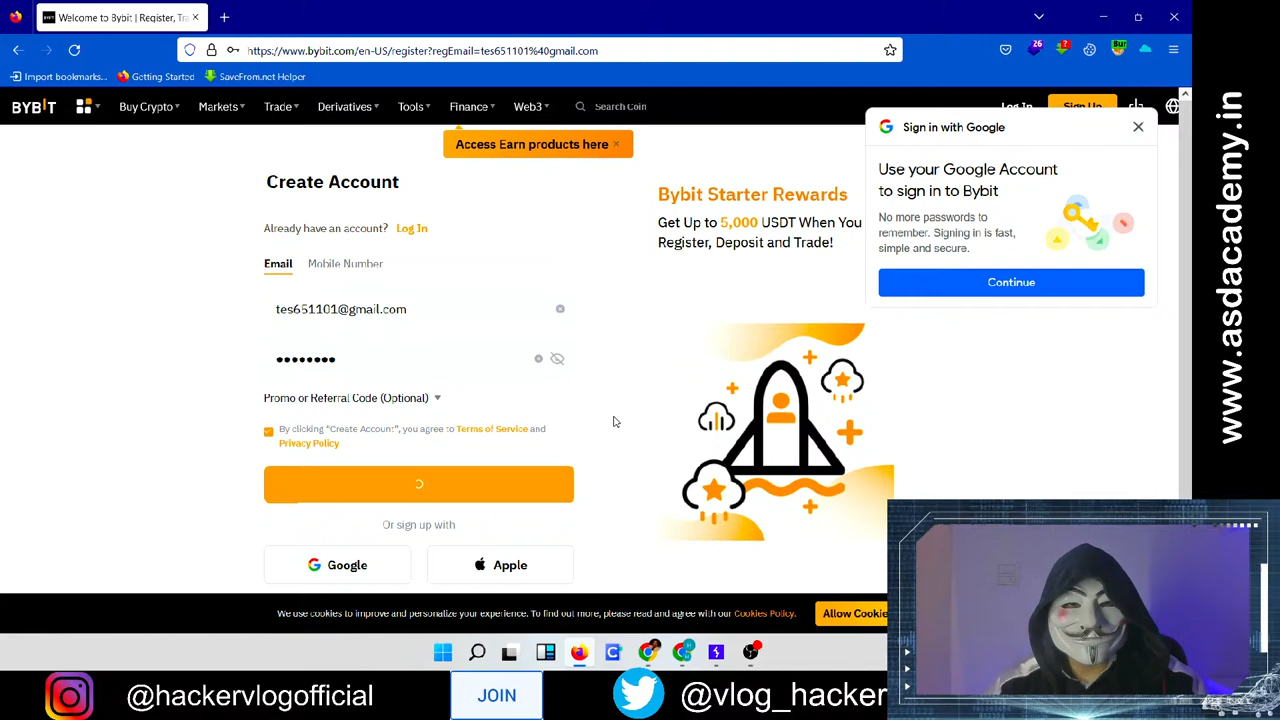 Welcome to Bybit | Register, Tra
https://www.bybit.com/en-US/register?regEmail=tes651101%40gmail.com
26
?
Bur
Import bookmarks...
Getting Started
SaveFrom.net Helper
BYBIT
Buy Crypto
Markets
Trade
Derivatives
Tools
Finance
Web3
Search Coin
Log In
Sign Up
Access Earn products here
Sign in with Google
Use your Google Account
to sign in to Bybit
No more passwords to
remember. Signing in is fast,
simple and secure.
Continue
Create Account
Already have an account? Log In
Email
Mobile Number
tes651101@gmail.com
Promo or Referral Code (Optional)
By clicking “Create Account”, you agree to Terms of Service and
Privacy Policy
Or sign up with
Google
Apple
Bybit Starter Rewards
Get Up to 5,000 USDT When You
Register, Deposit and Trade!
We use cookies to improve and personalize your experience. To find out more, please read and agree with our Cookies Policy.
Allow Cookie
www.asdacademy.in
@hackervlogofficial
JOIN
@vlog_hacker